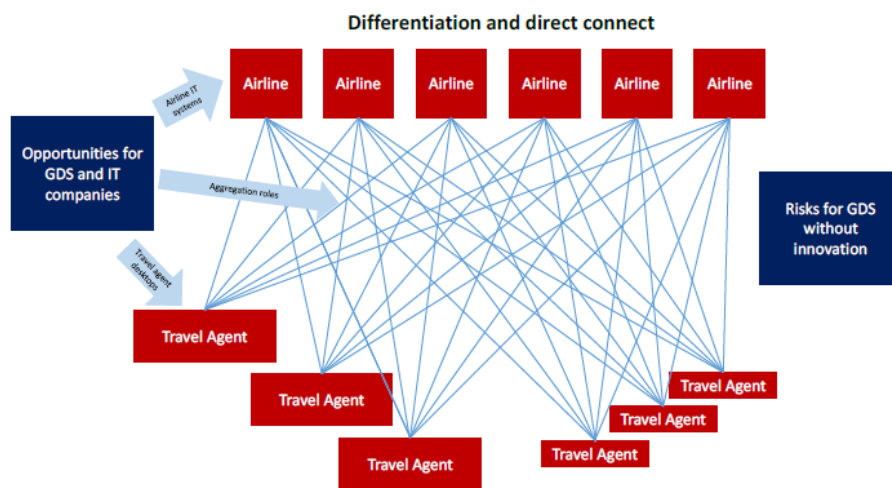 Differentiation and direct connect
Airline
Airline
Airline
Airline
Airline
Airline
Airline IT
systems
Opportunities for
GDS and IT
companies
Aggregation roles
Risks for GDS
without
innovation
Travel agent
desktops
Travel Agent
Travel Agent
Travel Agent
Travel Agent
Travel Agent
Travel Agent